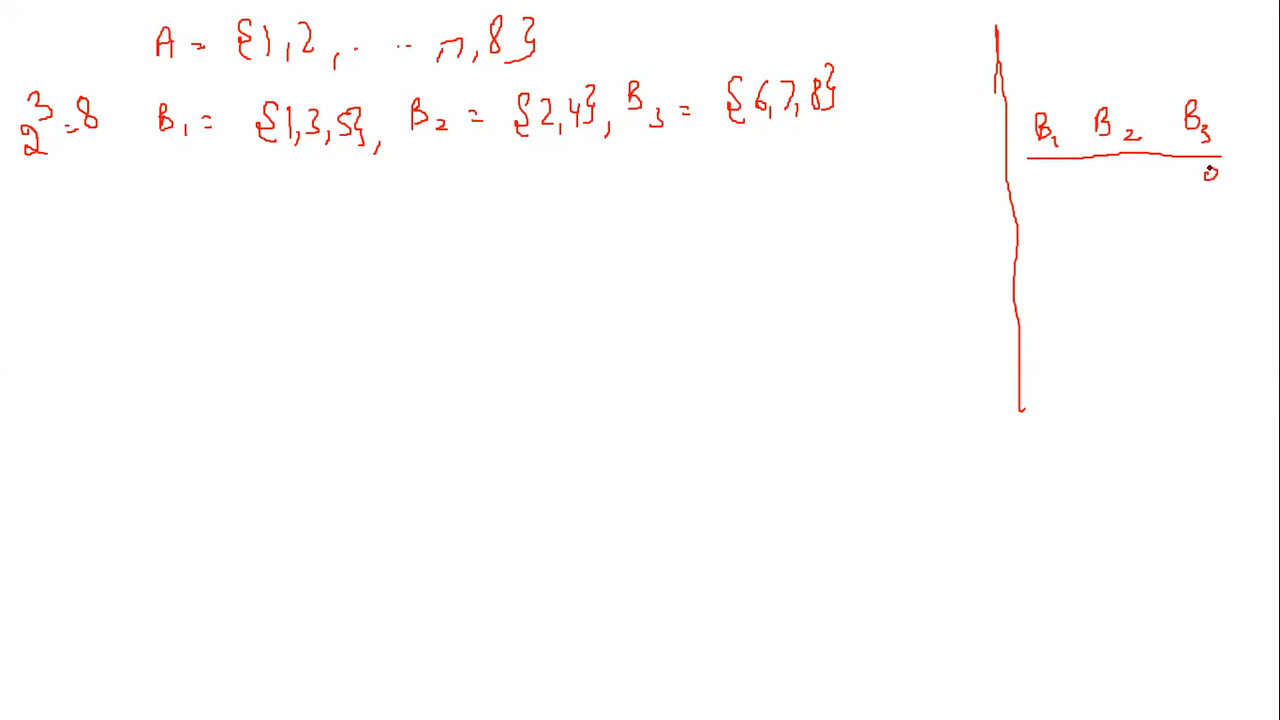 A = {1, 2, . .. 7, 8}
2³ = 8 B₁ = {1, 3, 5}, B₂ = {2, 4}, B₃ = {6, 7, 8}
B₁ B₂ B₃
0